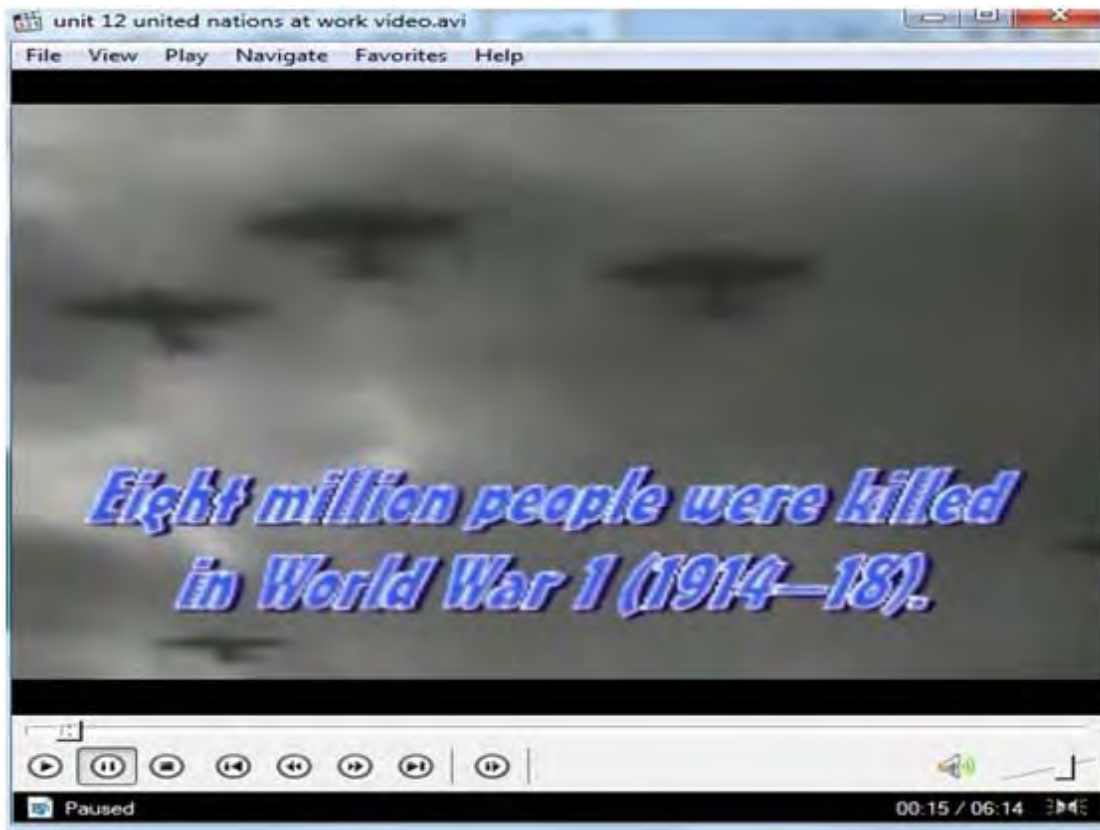 unit 12 united nations at work video.avi
File View Play Navigate Favorites Help
Eight million people were killed
in World War 1 (1914—18).
Paused 00:15 / 06:14